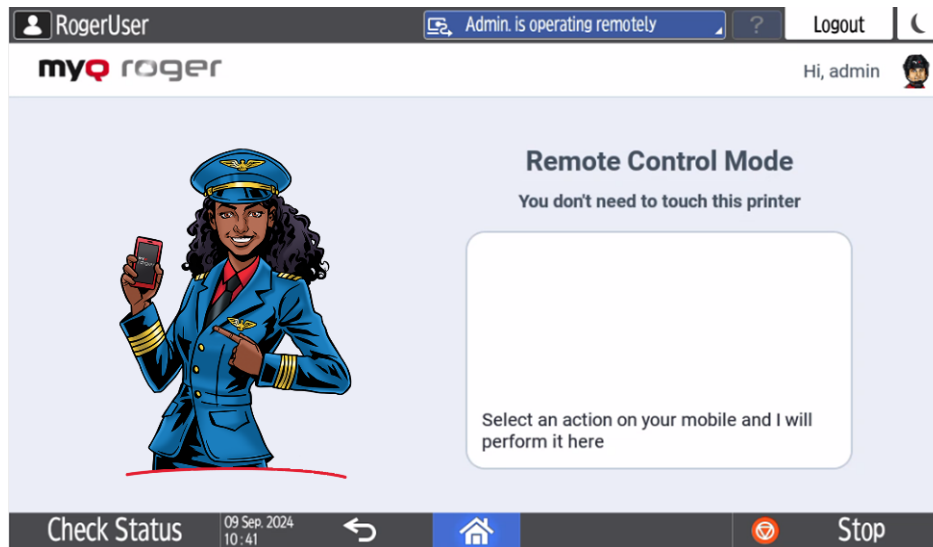 RogerUser
Admin. is operating remotely
?
Logout
myQ roger
Hi, admin
Remote Control Mode
You don't need to touch this printer
Select an action on your mobile and I will
perform it here
Check Status
09 Sep. 2024
10:41
Stop